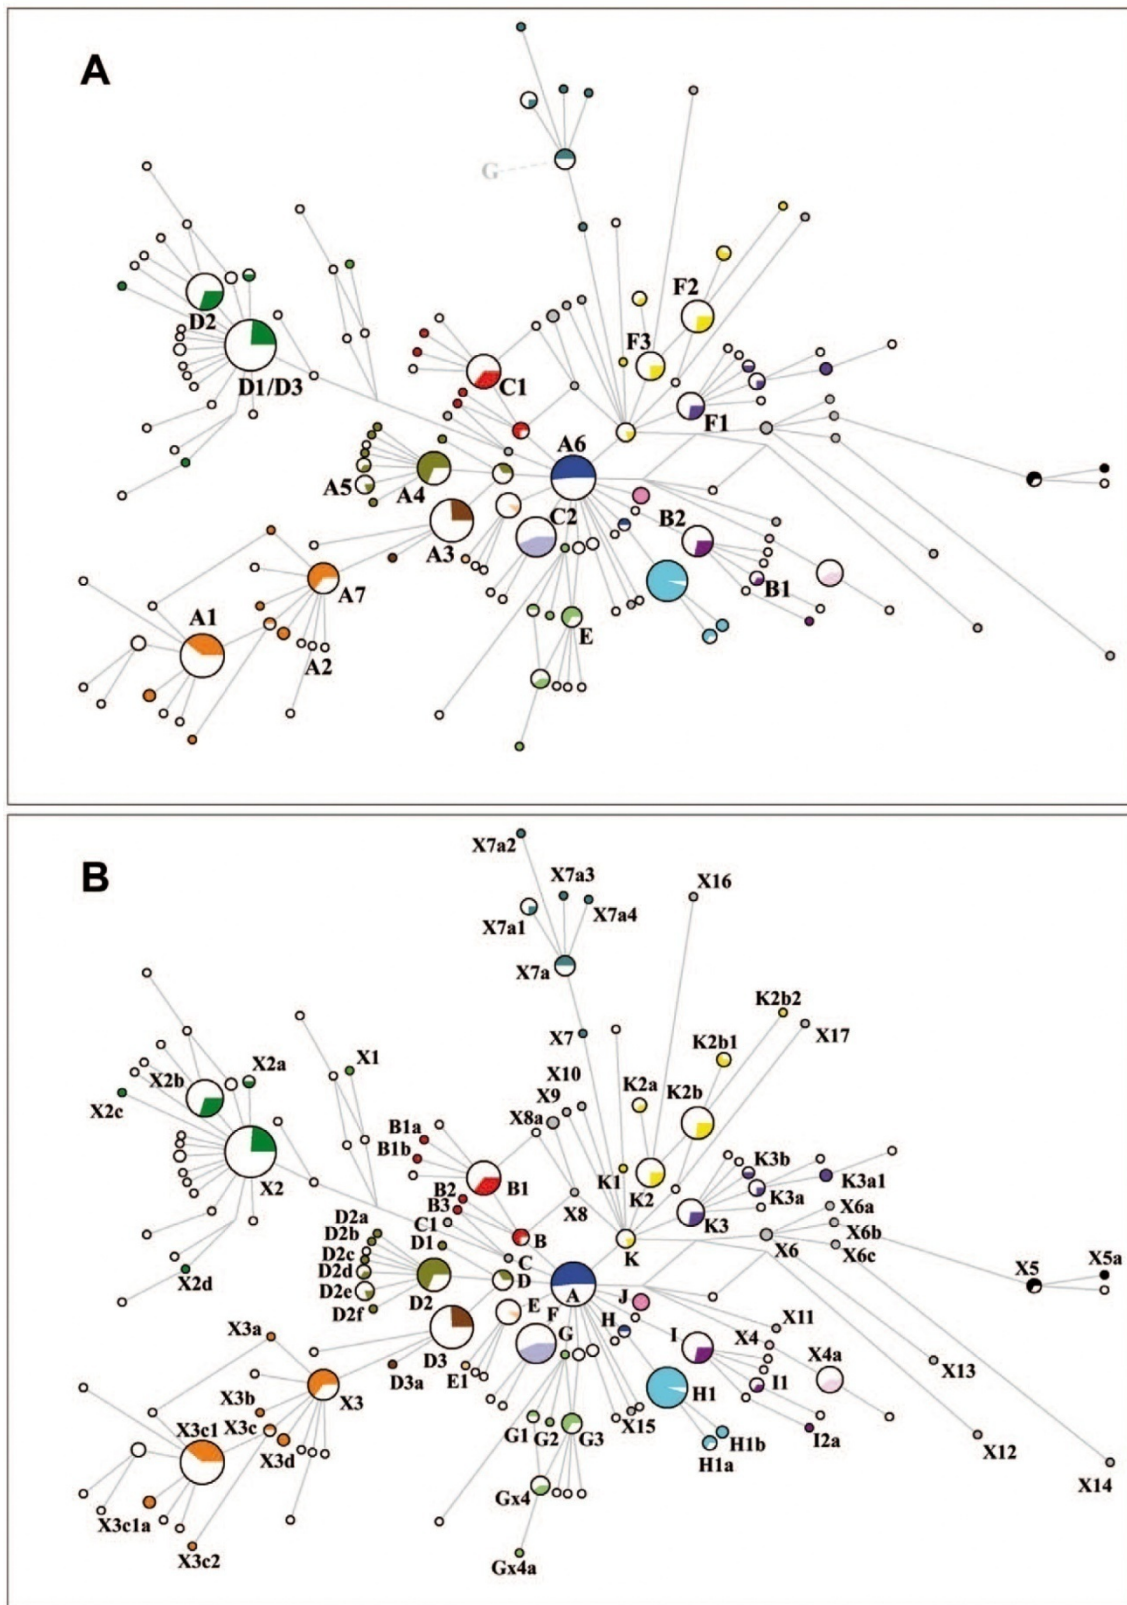 A
G
F2
D2
F3
D1/D3
C1
F1
A6
A5
A4
C2
B2
A3
A7
B1
A1
E
A2
B
X7a2
X7a3
X16
X7a1
X7a4
X7a
K2b2
X7
K2b1
X17
X1
X10
X2a
X2b
X9
K2a
K2b
X2c
X8a
B1a
B1b
K3b
K1
K2
K3a
K3a1
X2
B2
B1
B3
X8
K3
X6a
D2a
C1
X6b
D2b
D1
B
K
X6
X6c
D2c
C
X5
X5a
X2d
D2d
D
A
D2e
J
D2f
D2
E
F
H
X11
X3a
G
I
X4
D3
X4a
X13
X3b
X3
D3a
E1
H1
I1
X3c
X3c1
G1
G2
G3
X15
H1b
I2a
X12
X3d
H1a
X14
Gx4
X3c1a
X3c2
Gx4a